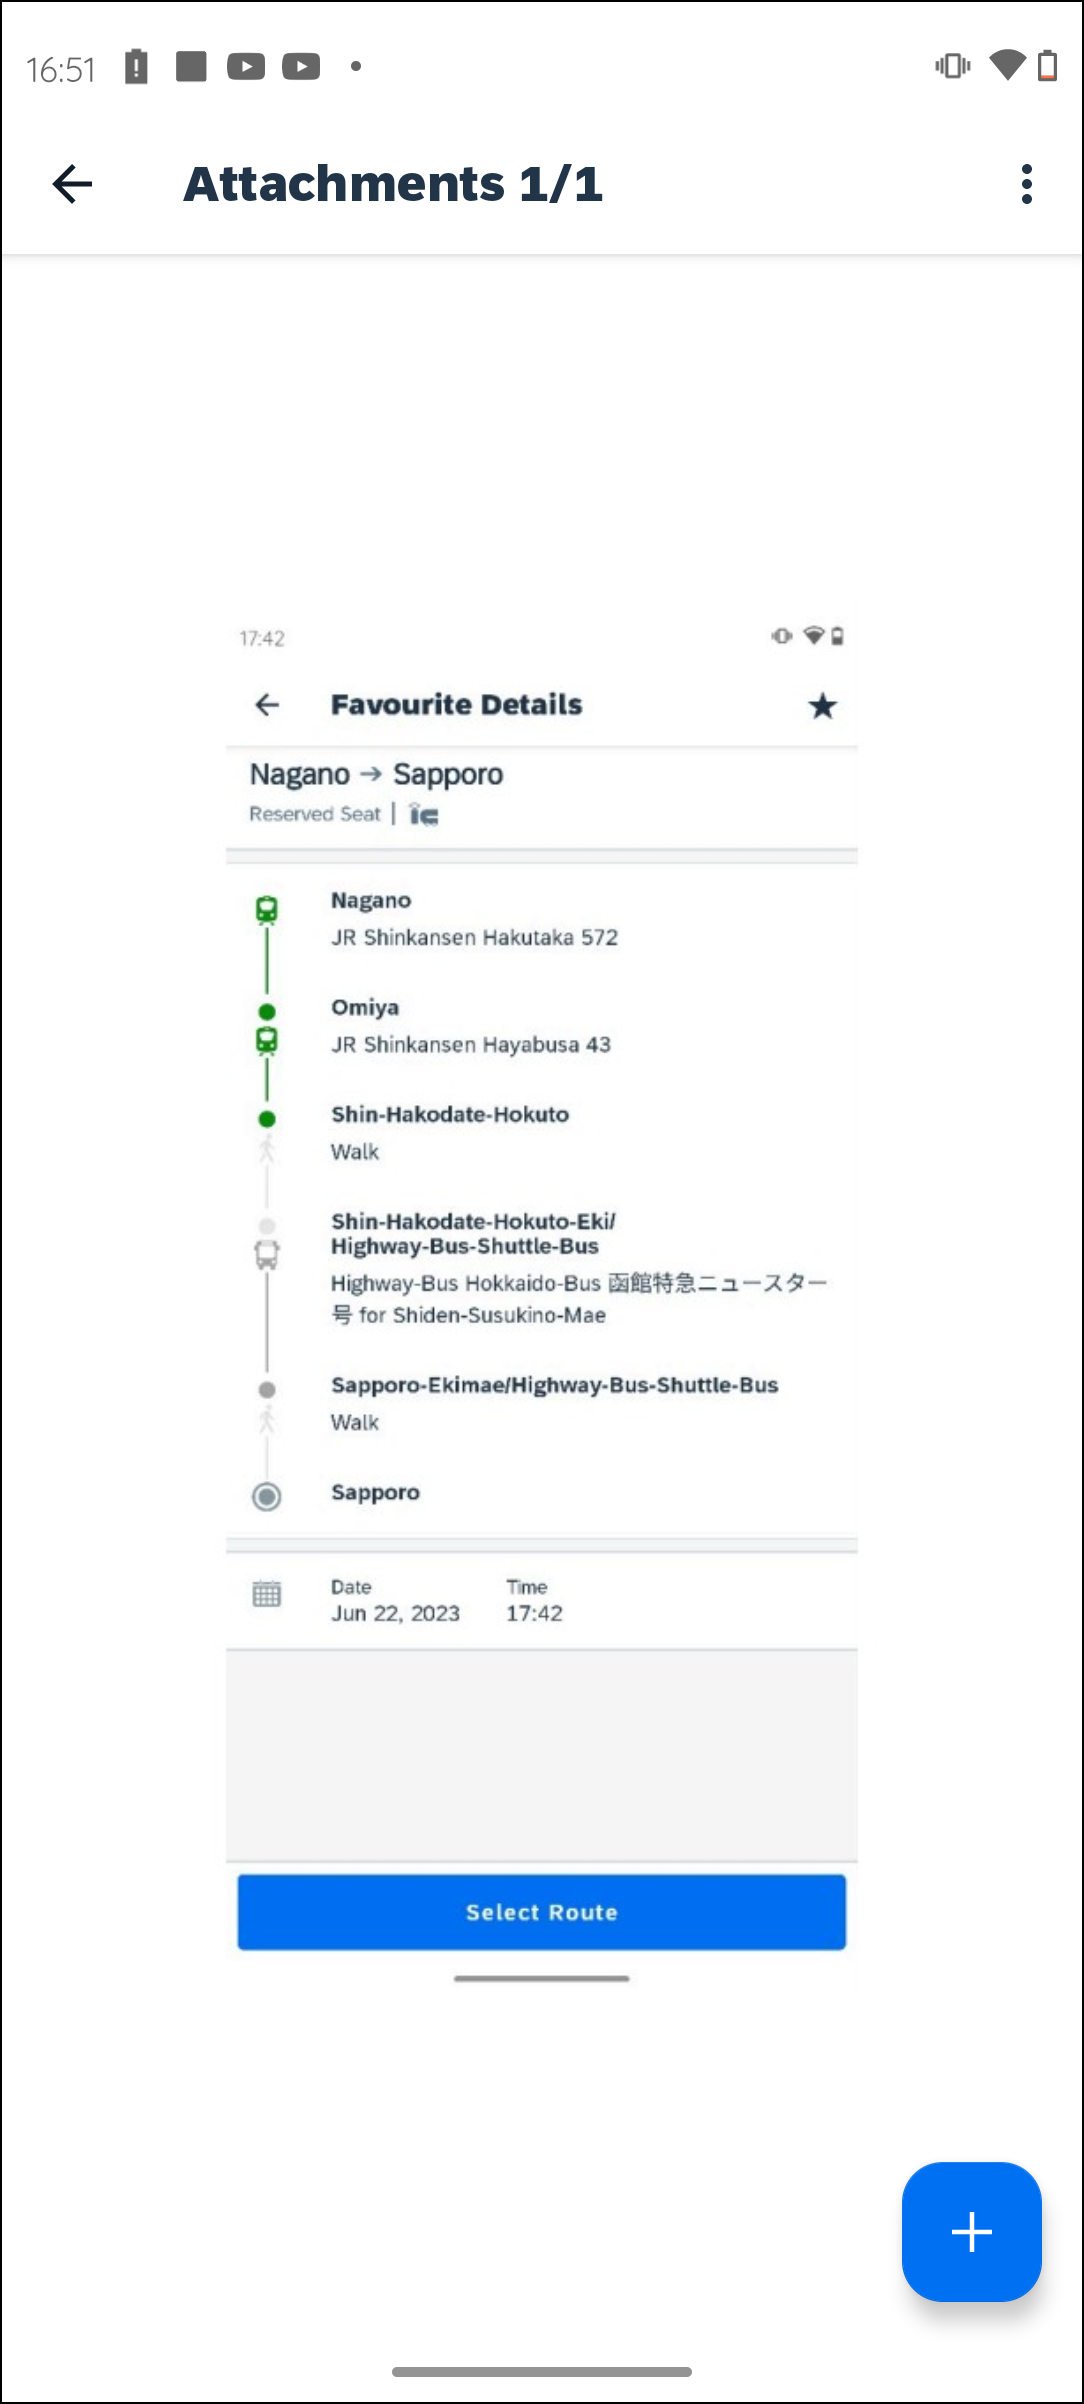 16:51
Attachments 1/1
17:42
Favourite Details
Nagano → Sapporo
Reserved Seat | ic
Nagano
JR Shinkansen Hakutaka 572
Omiya
JR Shinkansen Hayabusa 43
Shin-Hakodate-Hokuto
Walk
Shin-Hakodate-Hokuto-Eki/
Highway-Bus-Shuttle-Bus
Highway-Bus Hokkaido-Bus 函館特急ニュースター
号 for Shiden-Susukino-Mae
Sapporo-Ekimae/Highway-Bus-Shuttle-Bus
Walk
Sapporo
Date Time
Jun 22, 2023 17:42
Select Route